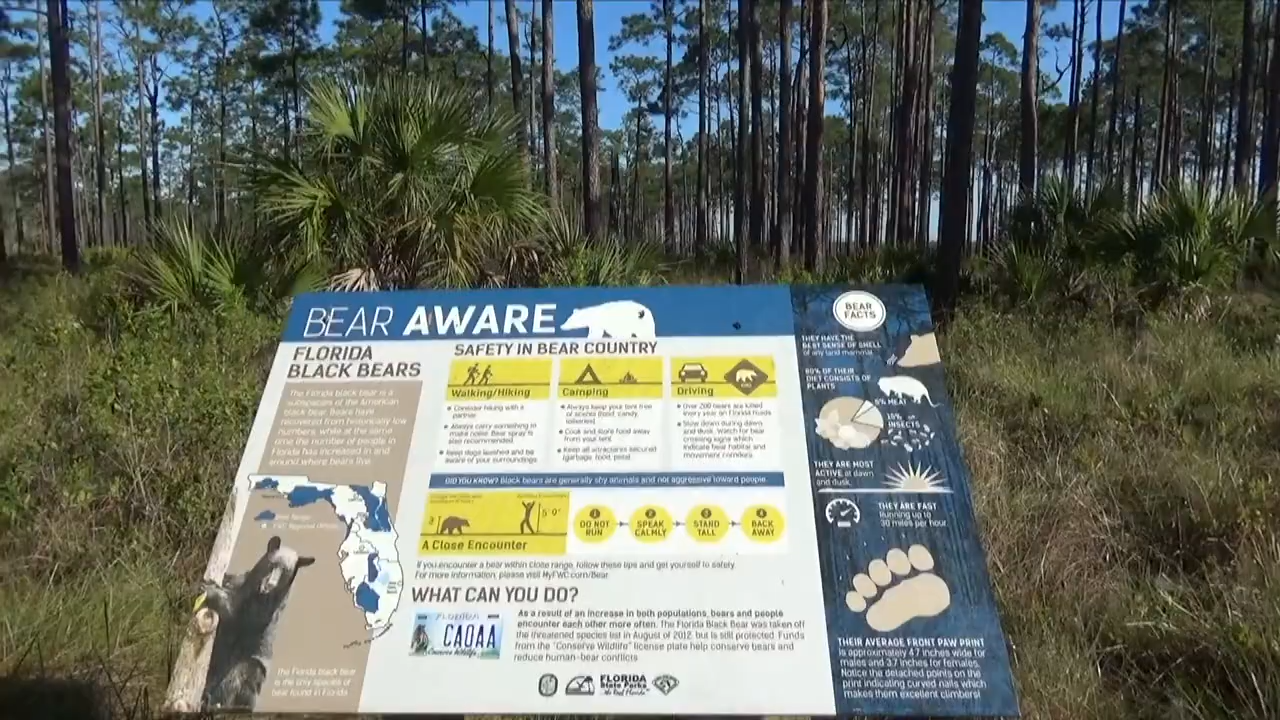 BEAR AWARE
FLORIDA
BLACK BEARS
The Florida black bear is a
subspecies of the American
black bear. Bears have
recovered from historically low
numbers while at the same
time the number of people in
Florida has increased in and
around where bears live.
The Florida black bear
is the only species of
bear found in Florida
SAFETY IN BEAR COUNTRY
Walking/Hiking
Consider hiking with a
partner.
Always carry something to
make noise. Bear spray is
also recommended.
Keep dogs leashed and be
aware of your surroundings.
Camping
Always keep your tent free
of scents (food, candy,
toiletries).
Cook and store food away
from your tent.
Keep all attractants secured
(garbage, food, pets).
Driving
Over 200 bears are killed
every year on Florida roads.
Slow down during dawn
and dusk. Watch for bear
crossing signs which
indicate bear habitat and
movement corridors.
DID YOU KNOW? Black bears are generally shy animals and not aggressive toward people.
3'
5' 0"
A Close Encounter
1 DO NOT RUN
2 SPEAK CALMLY
3 STAND TALL
4 BACK AWAY
If you encounter a bear within close range, follow these tips and get yourself to safety.
For more information, please visit MyFWC.com/Bear.
WHAT CAN YOU DO?
FLORIDA
CAOAA
Conserve Wildlife
As a result of an increase in both populations, bears and people
encounter each other more often. The Florida Black Bear was taken off
the threatened species list in August of 2012, but is still protected. Funds
from the "Conserve Wildlife" license plate help conserve bears and
reduce human-bear conflicts.
FLORIDA
State Parks
...the Real Florida
BEAR
FACTS
THEY HAVE THE
BEST SENSE OF SMELL
of any land mammal.
80% OF THEIR
DIET CONSISTS OF
PLANTS
5% MEAT
15%
INSECTS
THEY ARE MOST
ACTIVE at dawn
and dusk.
THEY ARE FAST
Running up to
30 miles per hour
THEIR AVERAGE FRONT PAW PRINT
is approximately 4.7 inches wide for
males and 3.7 inches for females.
Notice the detached points on the
print indicating curved nails which
makes them excellent climbers!